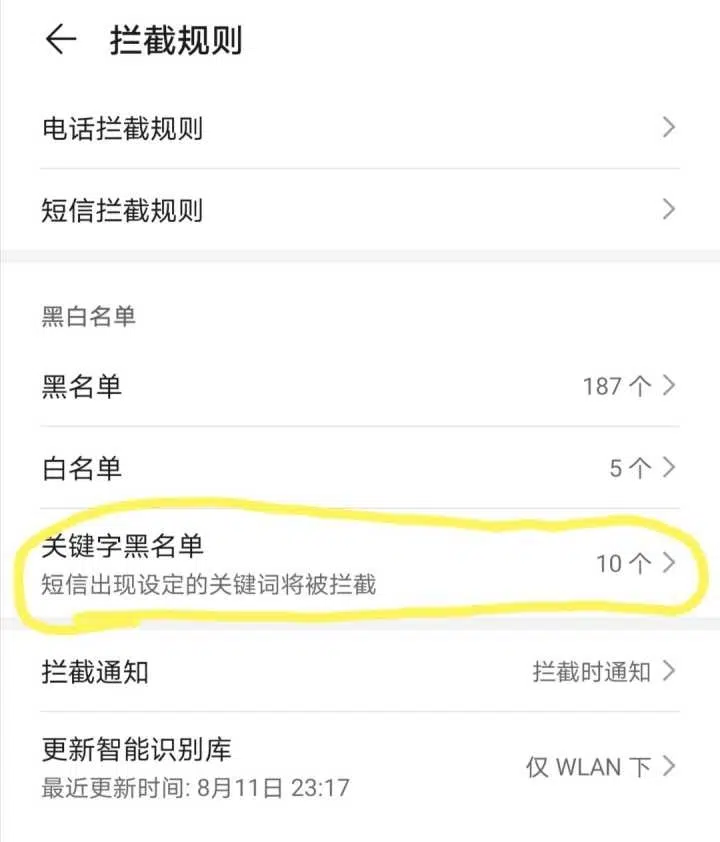 拦截规则
电话拦截规则
短信拦截规则
黑白名单
黑名单 187 个
白名单 5 个
关键字黑名单
10 个
短信出现设定的关键词将被拦截
拦截通知 拦截时通知
更新智能识别库
仅 WLAN 下
最近更新时间: 8月11日 23:17